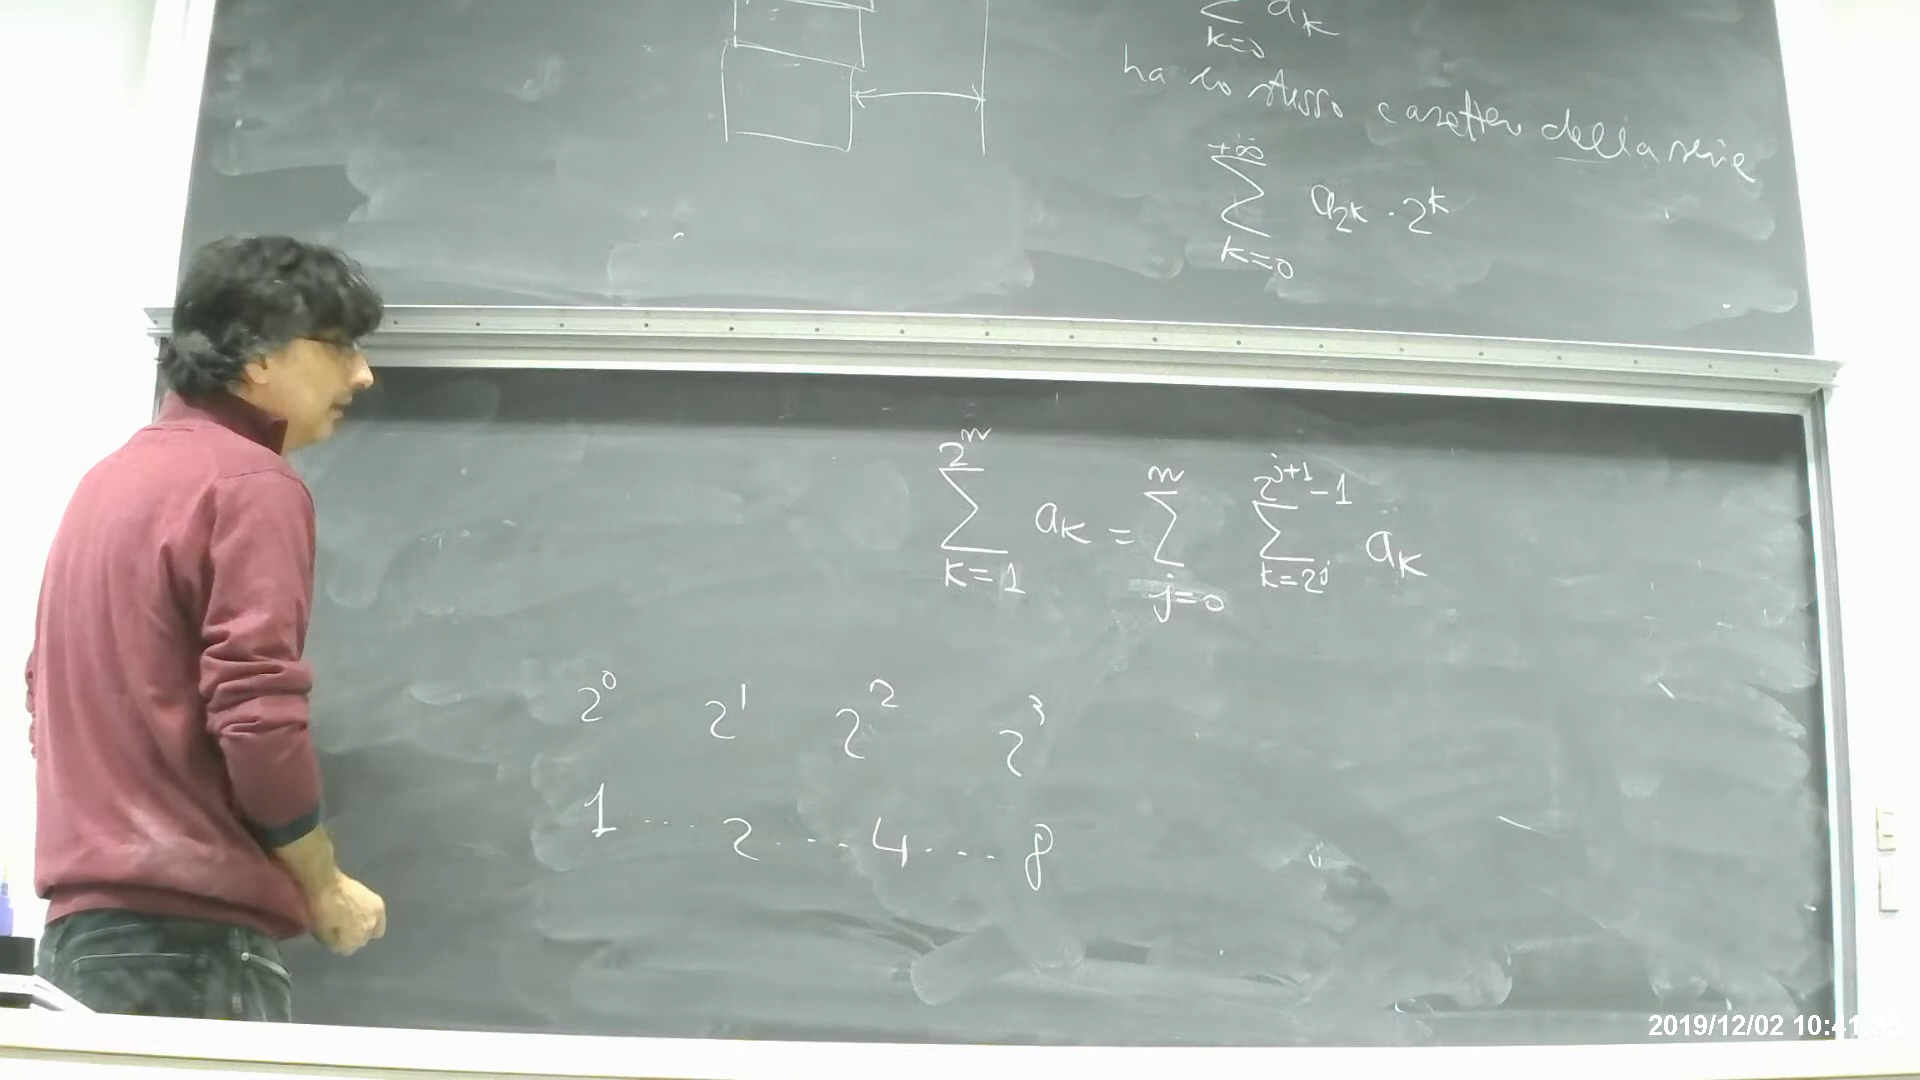 ∑ a_k
k=0
ha lo stesso carattere della serie
+∞
∑ a_{2^k} · 2^k
k=0
2^n n 2^{j+1}-1
∑ a_k = ∑ ∑ a_k
k=1 j=0 k=2^j
2^0 2^1 2^2 2^3
1 .... 2 .... 4 .... 8
2019/12/02 10:41:35